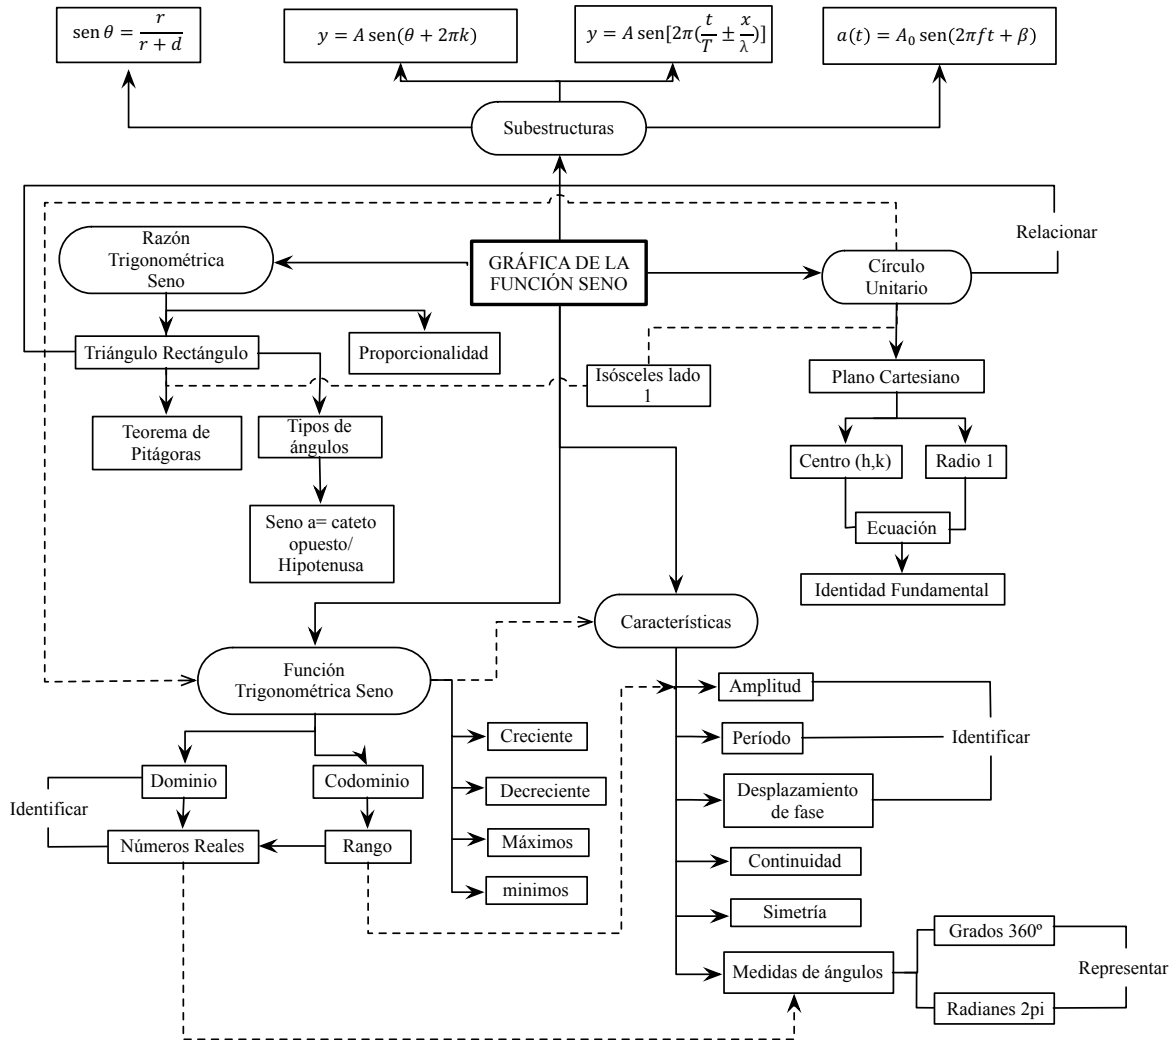 sen θ = r / (r + d)
y = A sen(θ + 2πk)
y = A sen[2π(t/T ± x/λ)]
a(t) = A₀ sen(2πft + β)
Subestructuras
Razón
Trigonométrica
Seno
GRÁFICA DE LA
FUNCIÓN SENO
Círculo
Unitario
Relacionar
Triángulo Rectángulo
Proporcionalidad
Isósceles lado
1
Plano Cartesiano
Teorema de
Pitágoras
Tipos de
ángulos
Centro (h,k)
Radio 1
Seno a= cateto
opuesto/
Hipotenusa
Ecuación
Identidad Fundamental
Características
Función
Trigonométrica Seno
Amplitud
Período
Identificar
Desplazamiento
de fase
Creciente
Decreciente
Máximos
minimos
Dominio
Codominio
Identificar
Números Reales
Rango
Continuidad
Simetría
Medidas de ángulos
Grados 360º
Representar
Radianes 2pi